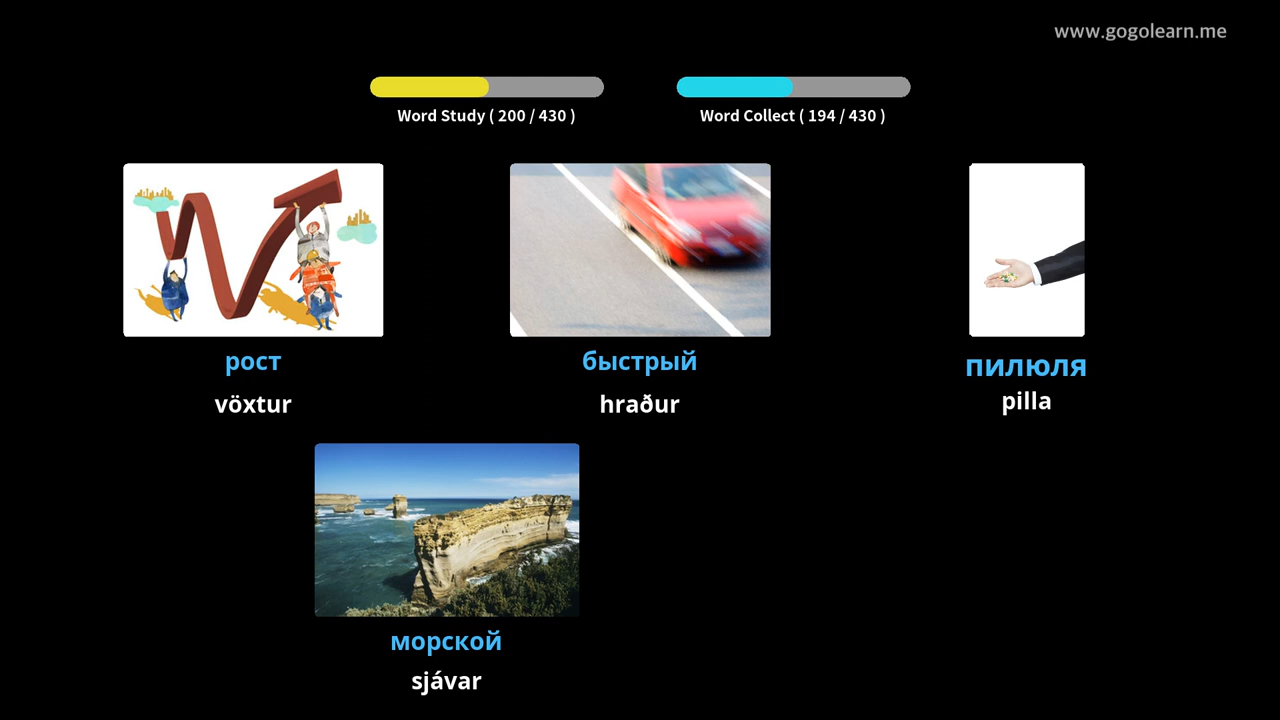 www.gogolearn.me
Word Study ( 200 / 430 )
Word Collect ( 194 / 430 )
рост
быстрый
пилюля
vöxtur
hraður
pilla
морской
sjávar